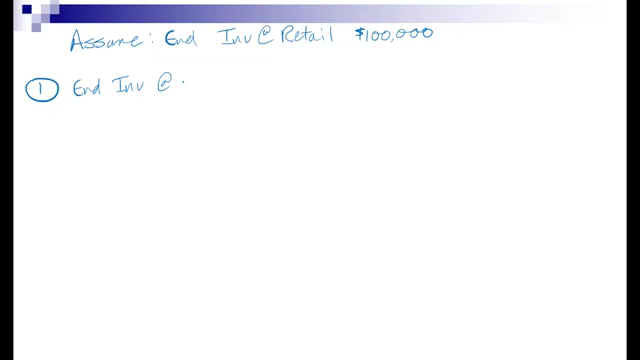 Assume: End Inv @ Retail $100,000
1 End Inv @